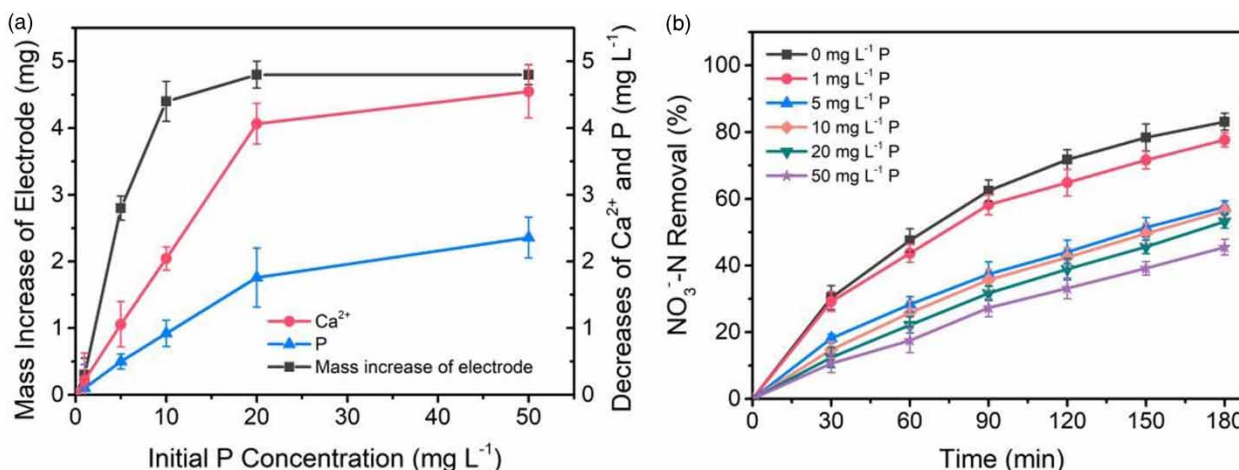 (a)
Mass Increase of Electrode (mg)
5
4
3
2
1
0
Ca²⁺
P
Mass increase of electrode
5
4
3
2
1
0
Decreases of Ca²⁺ and P (mg L⁻¹)
0 10 20 30 40 50
Initial P Concentration (mg L⁻¹)
(b)
NO₃⁻-N Removal (%)
100
80
60
40
20
0
0 mg L⁻¹ P
1 mg L⁻¹ P
5 mg L⁻¹ P
10 mg L⁻¹ P
20 mg L⁻¹ P
50 mg L⁻¹ P
0 30 60 90 120 150 180
Time (min)